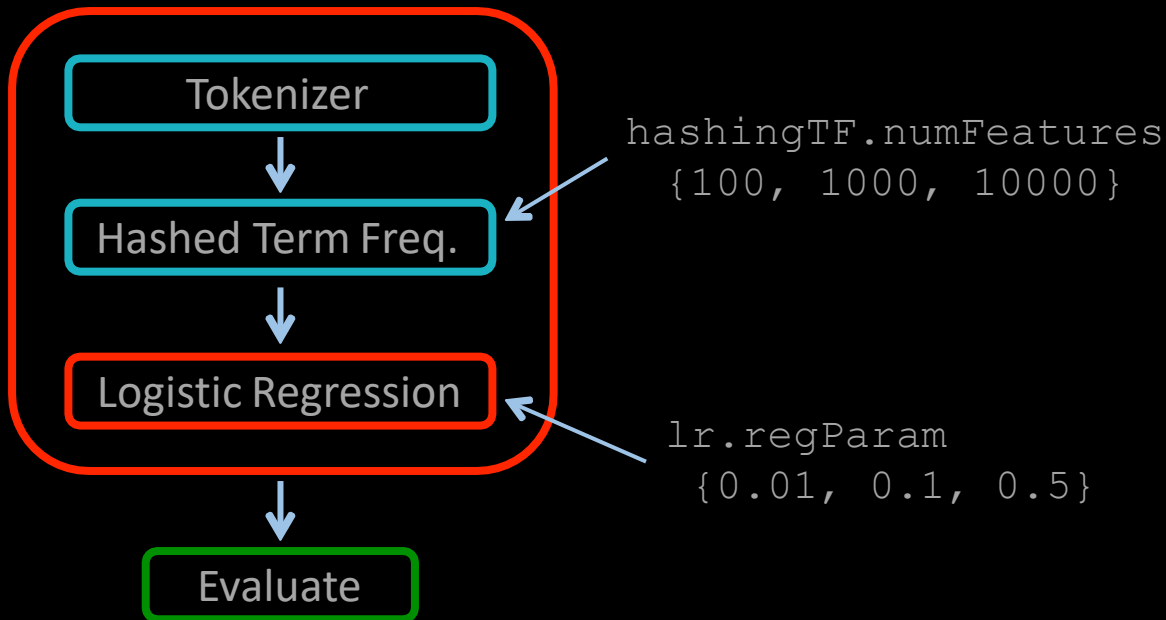 Tokenizer
hashingTF.numFeatures
{100, 1000, 10000}
Hashed Term Freq.
Logistic Regression
lr.regParam
{0.01, 0.1, 0.5}
Evaluate